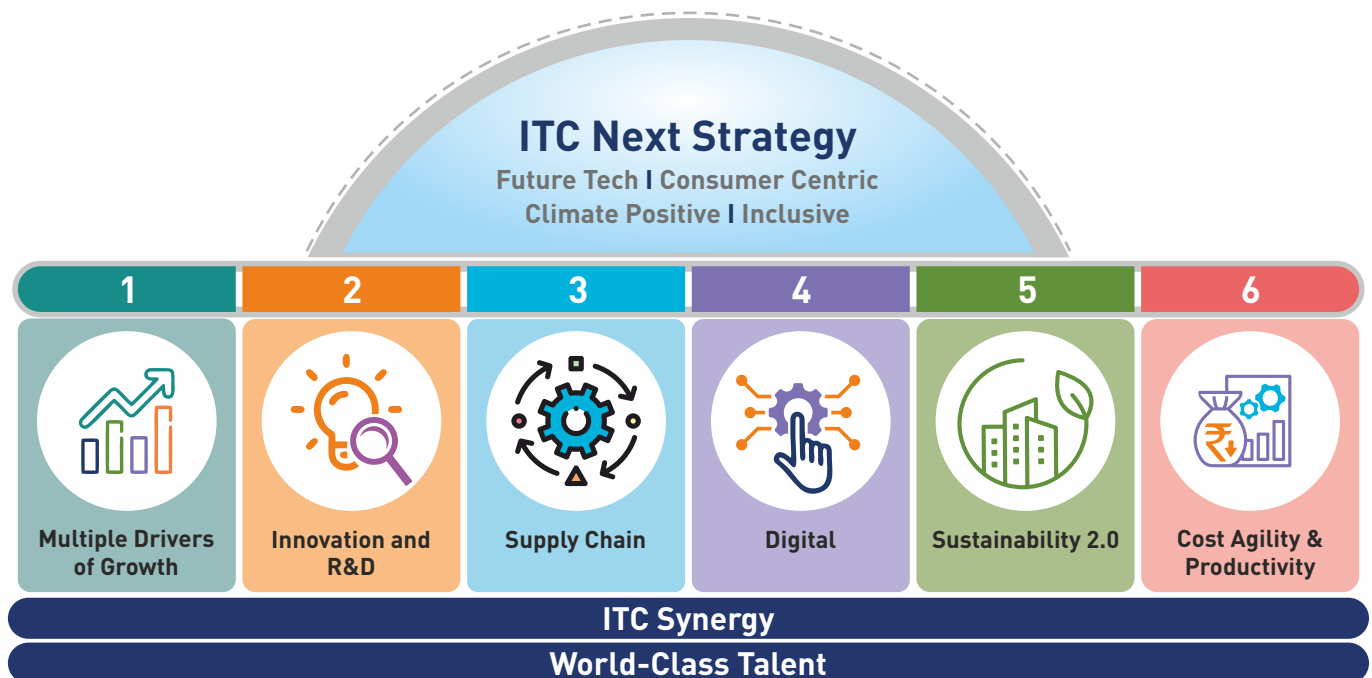 ITC Next Strategy
Future Tech I Consumer Centric
Climate Positive I Inclusive
1
2
3
4
5
6
Multiple Drivers
of Growth
Innovation and
R&D
Supply Chain
Digital
Sustainability 2.0
₹
Cost Agility &
Productivity
ITC Synergy
World-Class Talent